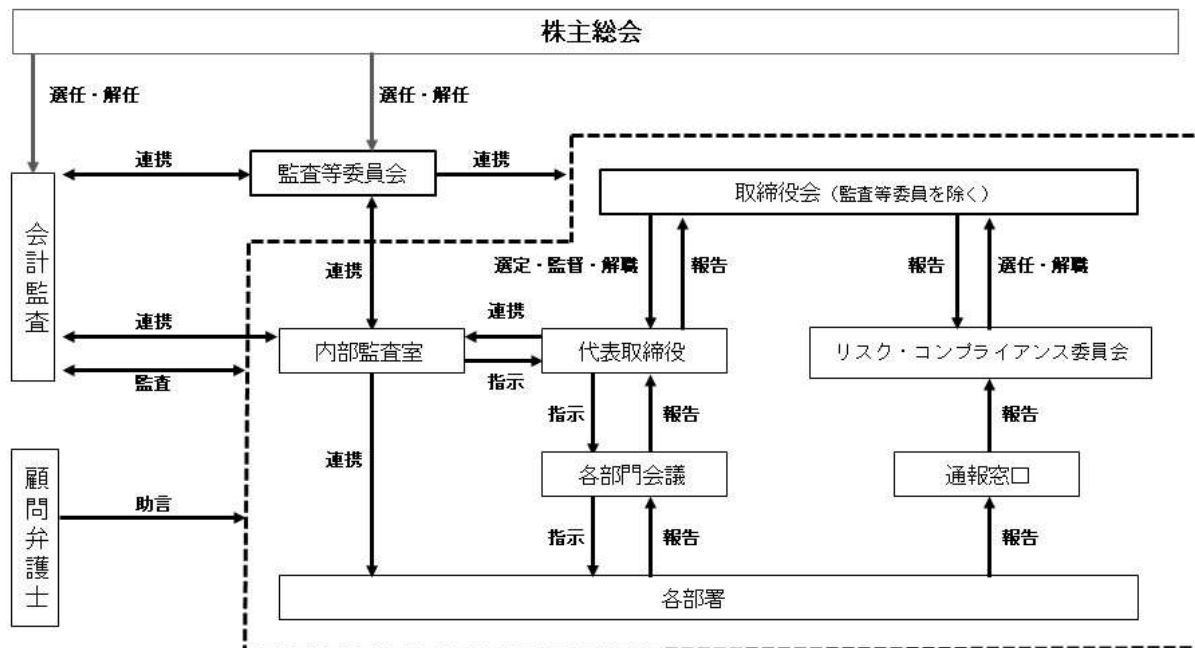 株主総会
選任・解任
選任・解任
連携
監査等委員会
連携
取締役会（監査等委員を除く）
会計監査
連携
選定・監督・解職
報告
報告
選任・解職
連携
連携
内部監査室
代表取締役
リスク・コンプライアンス委員会
監査
指示
指示
報告
報告
連携
各部門会議
通報窓口
顧問弁護士
助言
指示
報告
報告
各部署